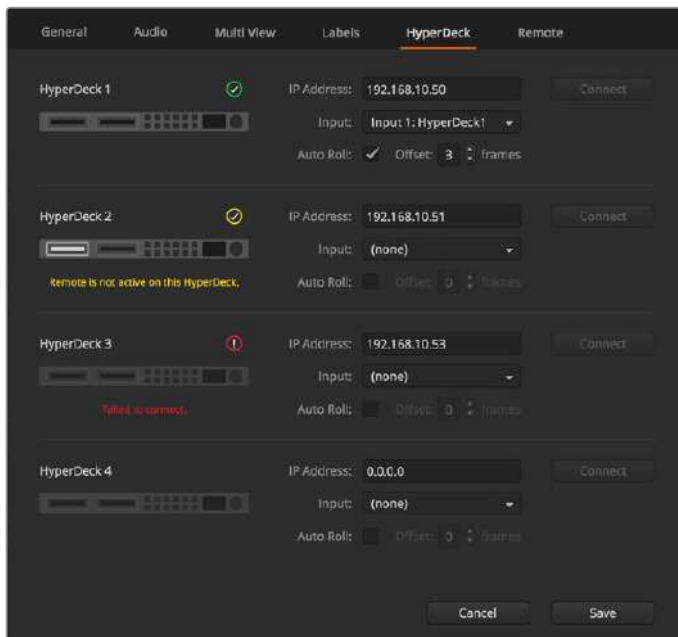 General Audio Multi View Labels HyperDeck Remote
HyperDeck 1 IP Address: 192.168.10.50 Connect
Input: Input 1: HyperDeck1
Auto Roll: Offset: 3 frames
HyperDeck 2 IP Address: 192.168.10.51 Connect
Input: (none)
Remote is not active on this HyperDeck. Auto Roll: Offset: 0 frames
HyperDeck 3 IP Address: 192.168.10.53 Connect
Input: (none)
Failed to connect. Auto Roll: Offset: 0 frames
HyperDeck 4 IP Address: 0.0.0.0 Connect
Input: (none)
Auto Roll: Offset: 0 frames
Cancel Save